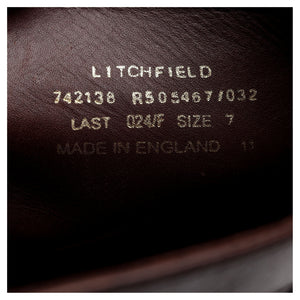 LITCHFIELD
742138 R505467/032
LAST 024/F SIZE 7
MADE IN ENGLAND 11